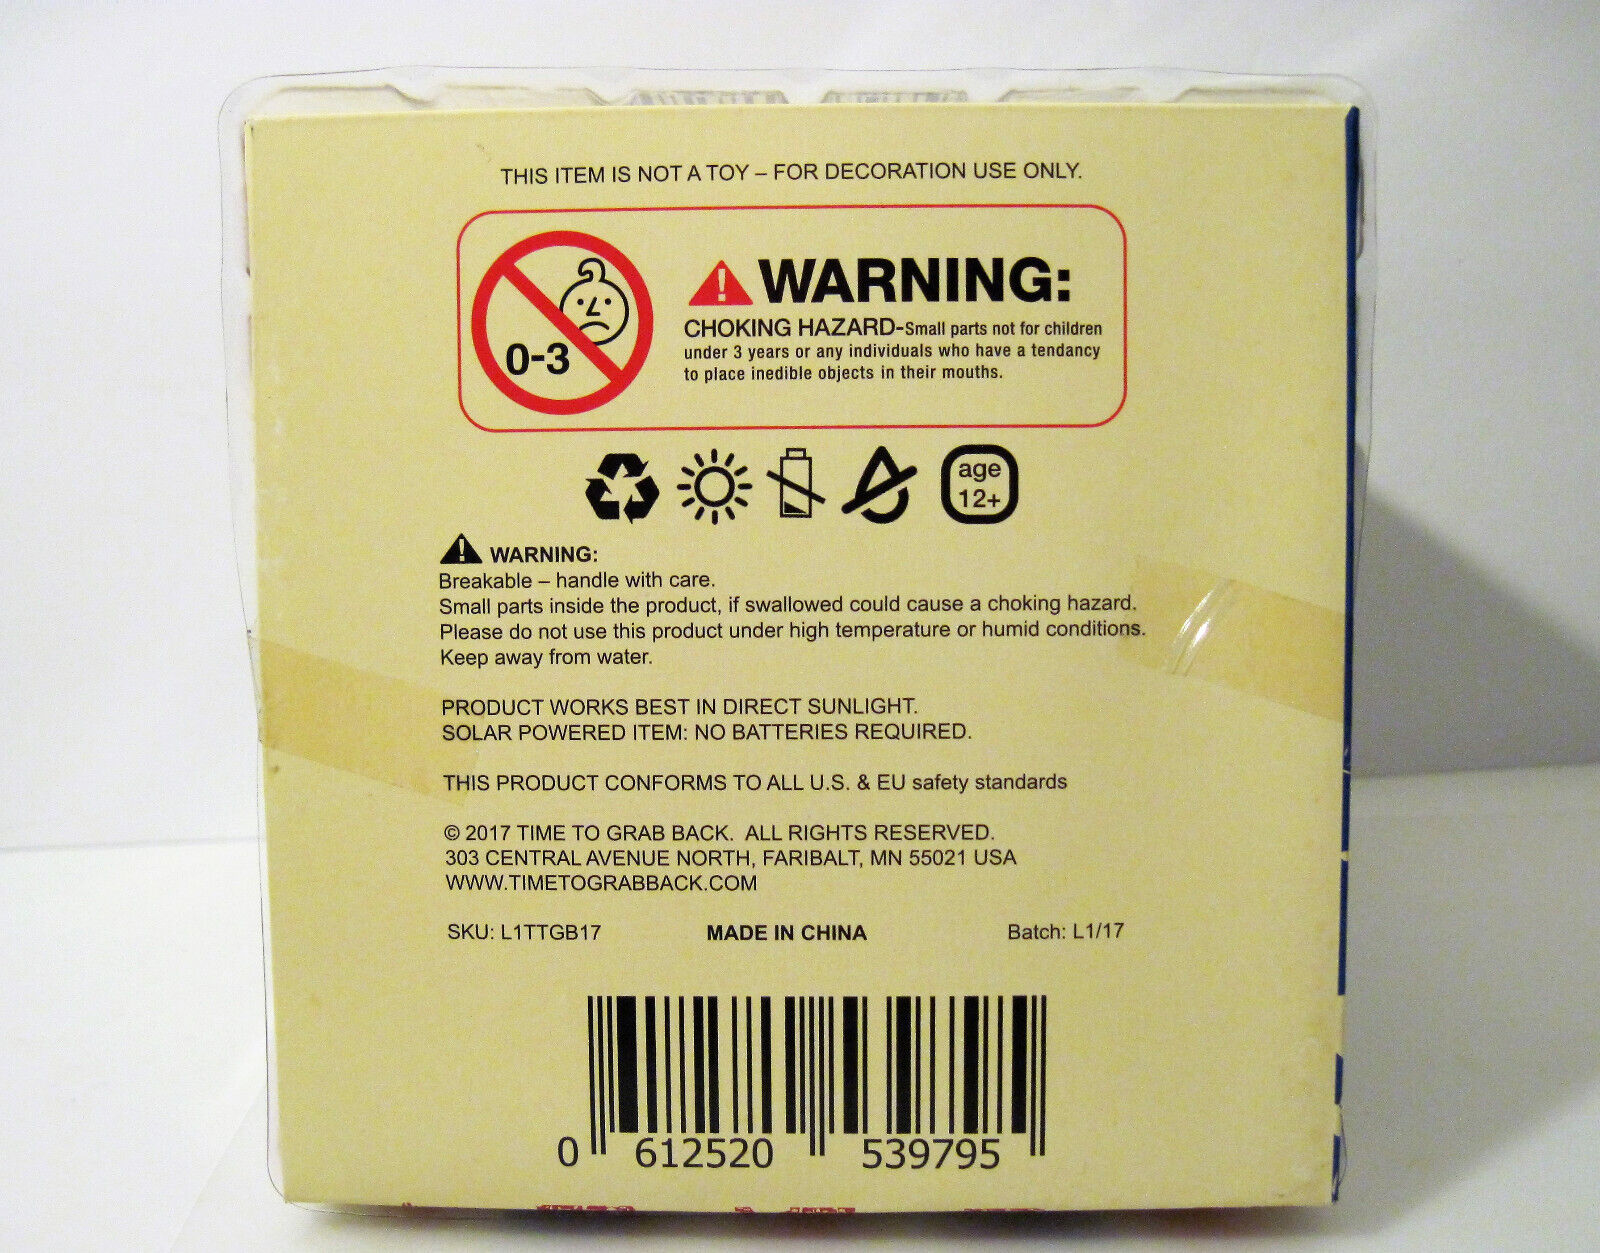 THIS ITEM IS NOT A TOY – FOR DECORATION USE ONLY.
0-3
WARNING:
CHOKING HAZARD-Small parts not for children
under 3 years or any individuals who have a tendancy
to place inedible objects in their mouths.
age
12+
WARNING:
Breakable – handle with care.
Small parts inside the product, if swallowed could cause a choking hazard.
Please do not use this product under high temperature or humid conditions.
Keep away from water.
PRODUCT WORKS BEST IN DIRECT SUNLIGHT.
SOLAR POWERED ITEM: NO BATTERIES REQUIRED.
THIS PRODUCT CONFORMS TO ALL U.S. & EU safety standards
© 2017 TIME TO GRAB BACK. ALL RIGHTS RESERVED.
303 CENTRAL AVENUE NORTH, FARIBALT, MN 55021 USA
WWW.TIMETOGRABBACK.COM
SKU: L1TTGB17 MADE IN CHINA Batch: L1/17
0 612520 539795